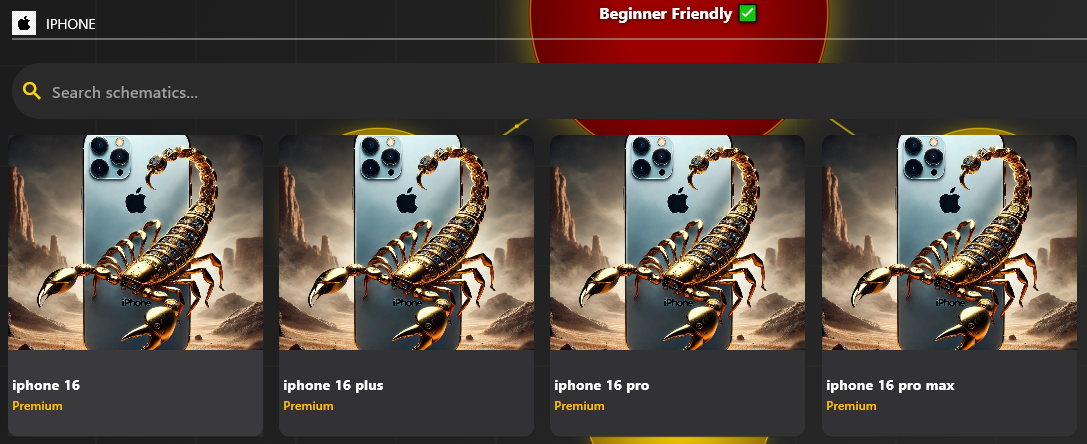 Beginner Friendly ✅
IPHONE
Search schematics...
iPhone
iPhone
iPhone
iPhone
iphone 16
Premium
iphone 16 plus
Premium
iphone 16 pro
Premium
iphone 16 pro max
Premium